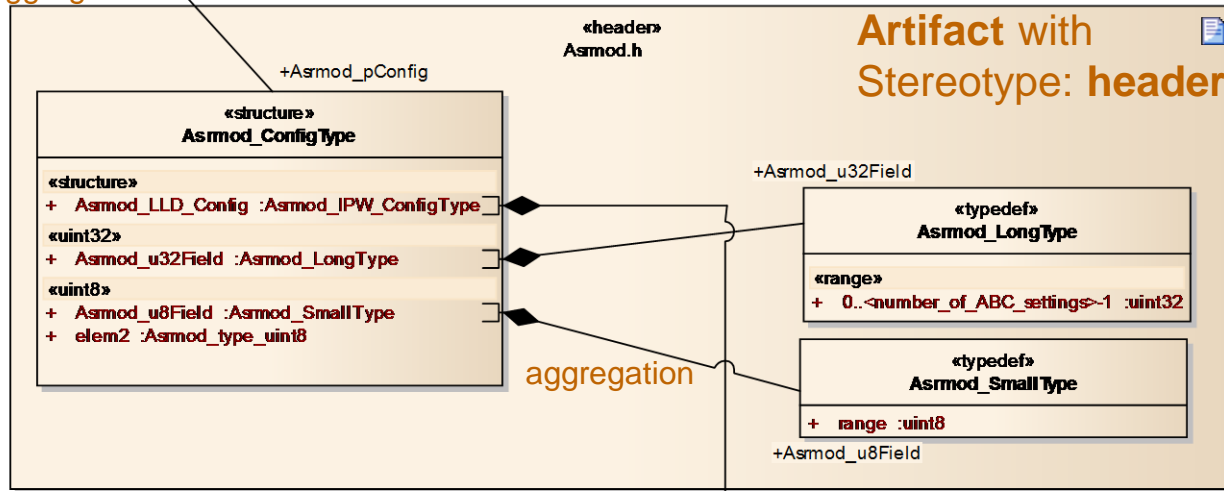 «header»
Asrmod.h
Artifact with
Stereotype: header
+Asrmod_pConfig
«structure»
Asrmod_ConfigType
«structure»
+ Asrmod_LLD_Config :Asrmod_IPW_ConfigType
«uint32»
+ Asrmod_u32Field :Asrmod_LongType
«uint8»
+ Asrmod_u8Field :Asrmod_SmallType
+ elem2 :Asrmod_type_uint8
aggregation
+Asrmod_u32Field
«typedef»
Asrmod_LongType
«range»
+ 0..<number_of_ABC_settings>-1 :uint32
«typedef»
Asrmod_SmallType
+ range :uint8
+Asrmod_u8Field